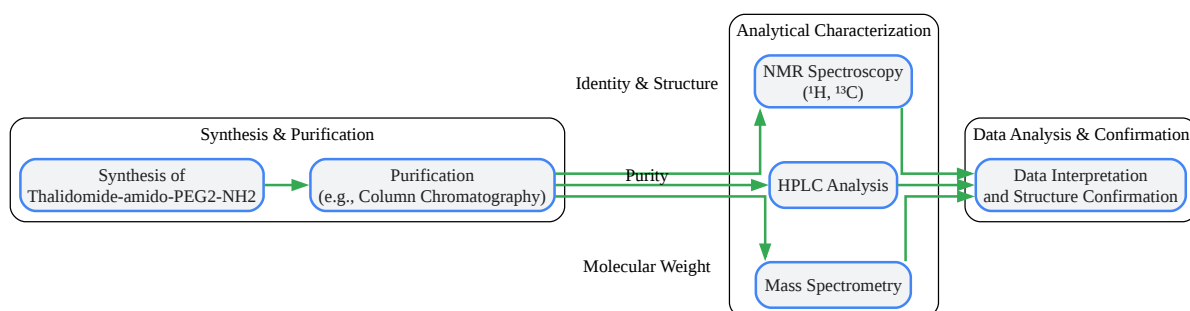 Synthesis & Purification
Synthesis of
Thalidomide-amido-PEG2-NH2
Purification
(e.g., Column Chromatography)
Identity & Structure
Purity
Molecular Weight
Analytical Characterization
NMR Spectroscopy
(¹H, ¹³C)
HPLC Analysis
Mass Spectrometry
Data Analysis & Confirmation
Data Interpretation
and Structure Confirmation